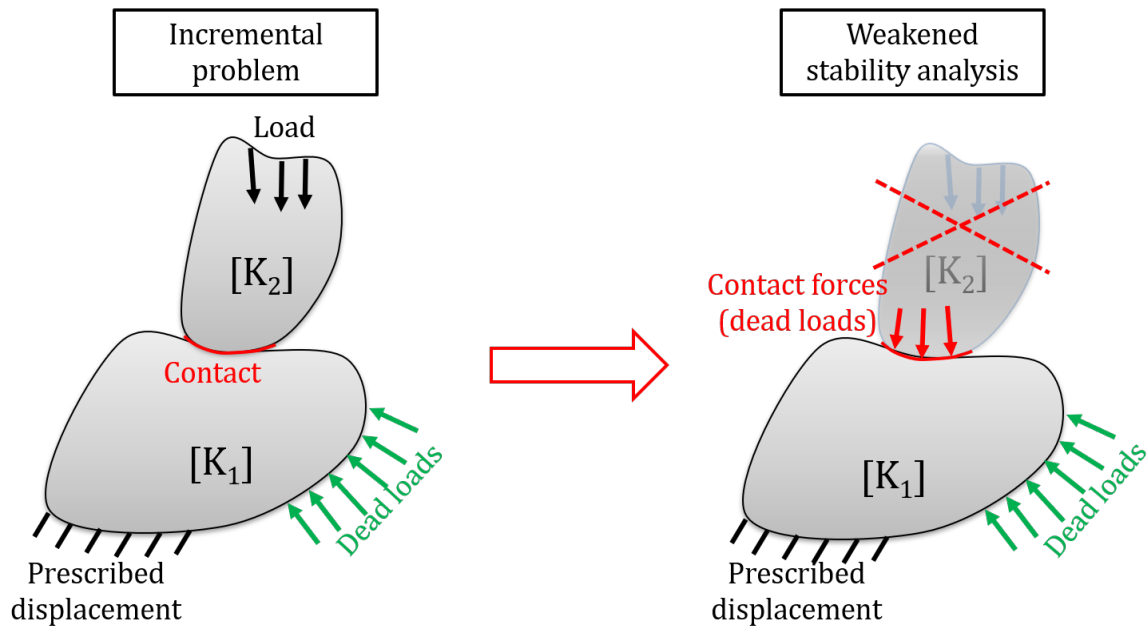 Incremental
problem
Load
[K₂]
Contact
[K₁]
Dead loads
Prescribed
displacement
Weakened
stability analysis
Contact forces
(dead loads)
[K₂]
[K₁]
Dead loads
Prescribed
displacement